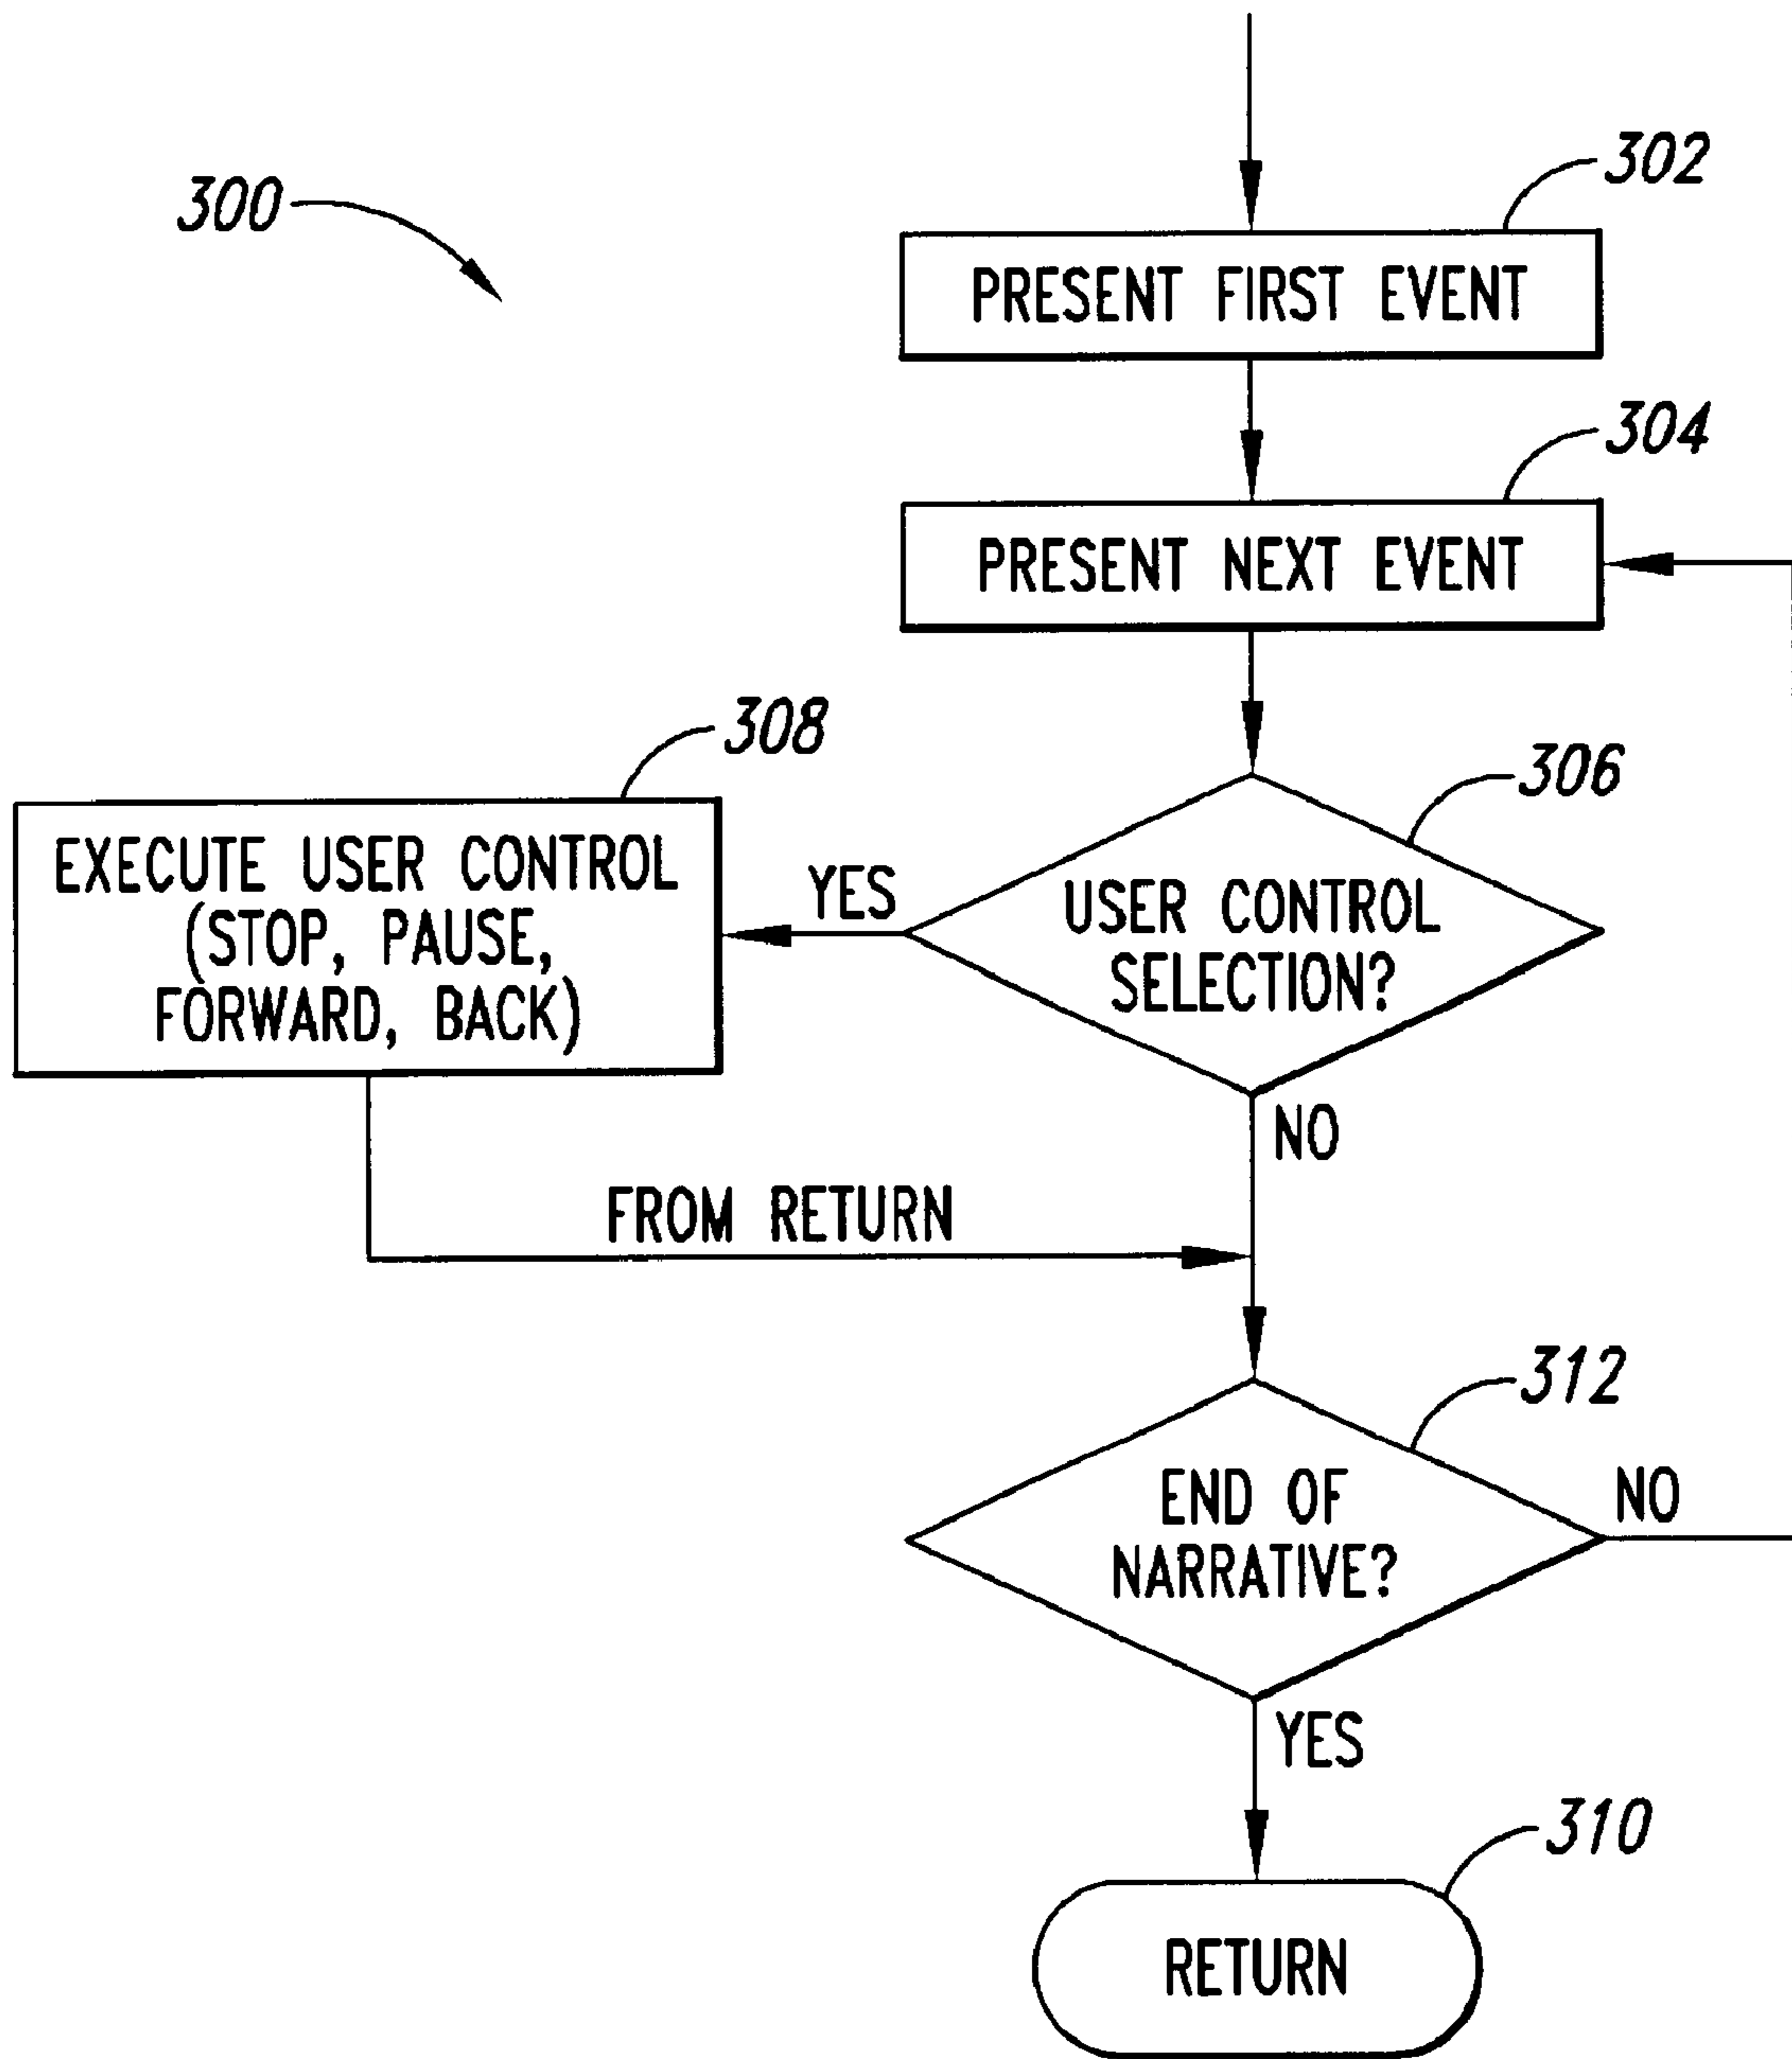 300
302
PRESENT FIRST EVENT
304
PRESENT NEXT EVENT
306
USER CONTROL
SELECTION?
YES
308
EXECUTE USER CONTROL
(STOP, PAUSE,
FORWARD, BACK)
NO
FROM RETURN
312
END OF
NARRATIVE?
NO
YES
310
RETURN